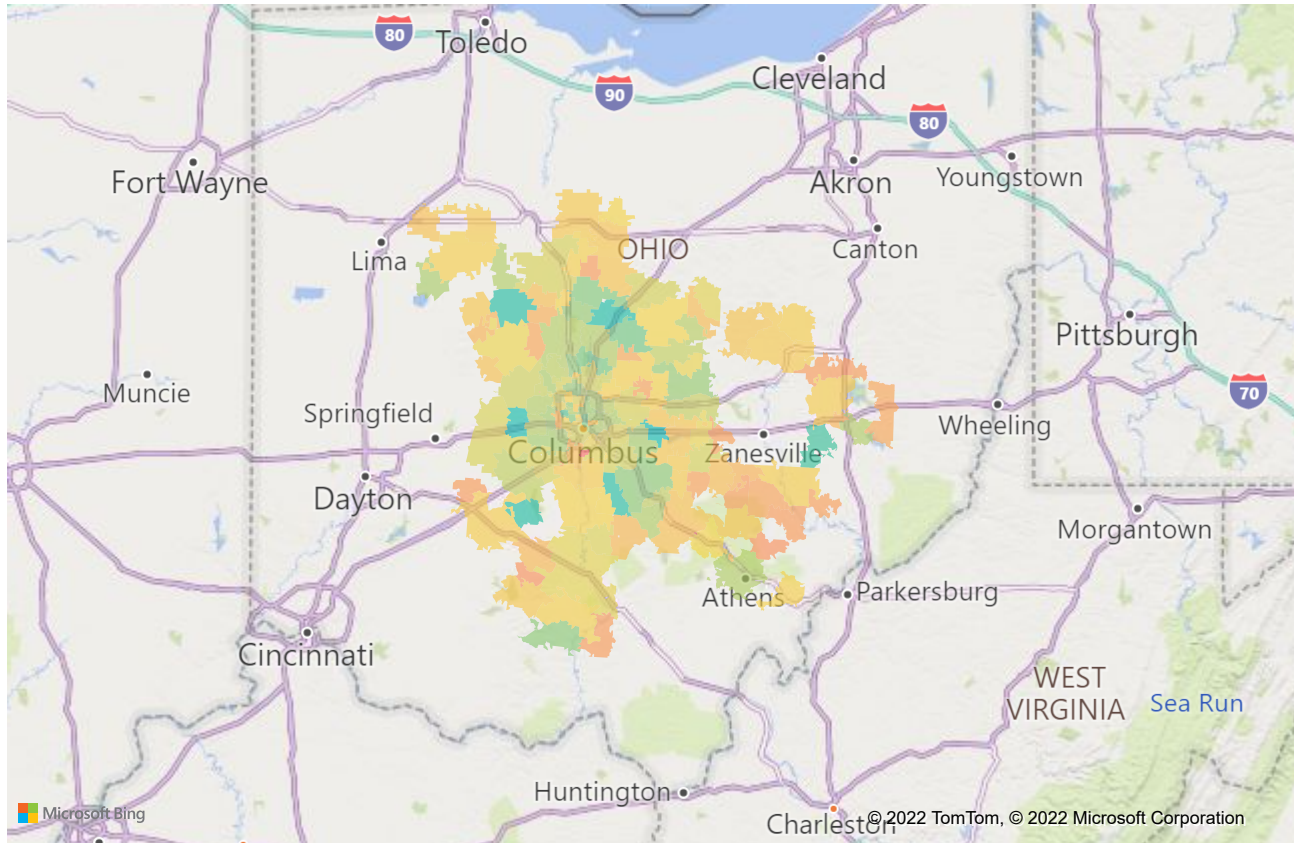 80
Toledo
90
Cleveland
80
Fort Wayne
Akron
Youngstown
OHIO
Lima
Canton
Pittsburgh
Muncie
70
Springfield
Wheeling
Columbus
Zanesville
Dayton
Morgantown
Athens
Parkersburg
Cincinnati
WEST
VIRGINIA
Sea Run
Huntington
Microsoft Bing
Charleston
© 2022 TomTom, © 2022 Microsoft Corporation